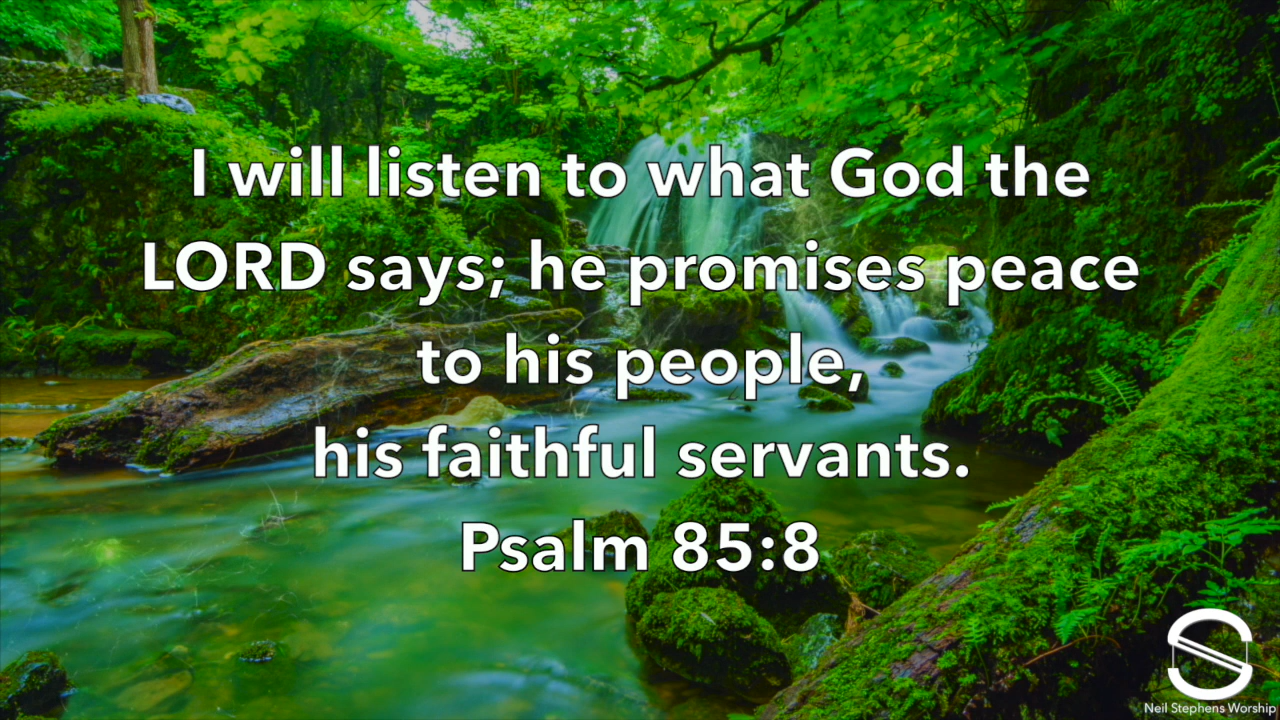 I will listen to what God the
LORD says; he promises peace
to his people,
his faithful servants.
Psalm 85:8
Neil Stephens Worship